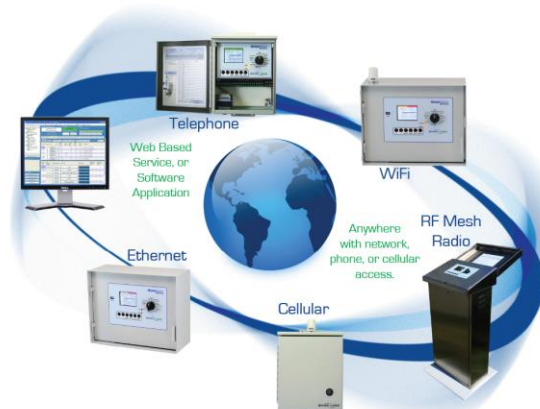 Telephone
Web Based
Service, or
Software
Application
WiFi
RF Mesh
Radio
Anywhere
with network,
phone, or cellular
access.
Ethernet
Cellular